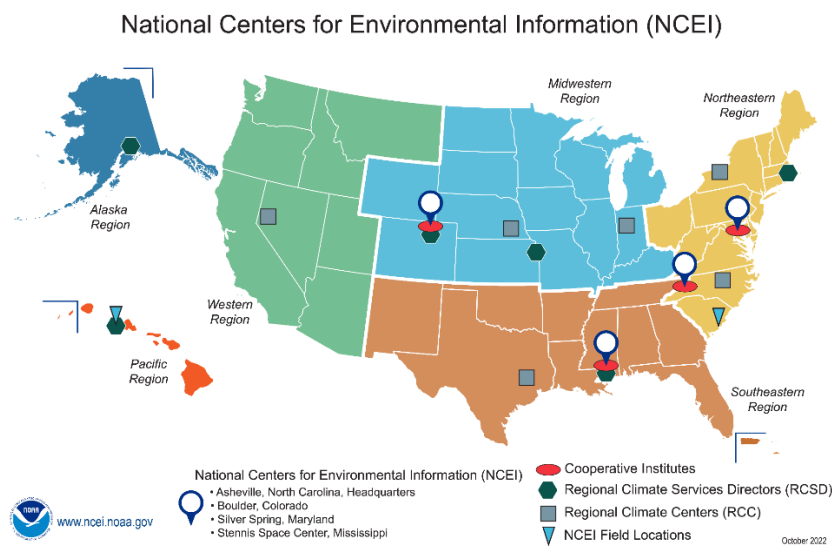 National Centers for Environmental Information (NCEI)
Midwestern
Region
Northeastern
Region
Alaska
Region
Western
Region
Pacific
Region
Southeastern
Region
National Centers for Environmental Information (NCEI)
• Asheville, North Carolina, Headquarters
• Boulder, Colorado
• Silver Spring, Maryland
• Stennis Space Center, Mississippi
Cooperative Institutes
Regional Climate Services Directors (RCSD)
Regional Climate Centers (RCC)
NCEI Field Locations
NOAA
www.ncei.noaa.gov
October 2022